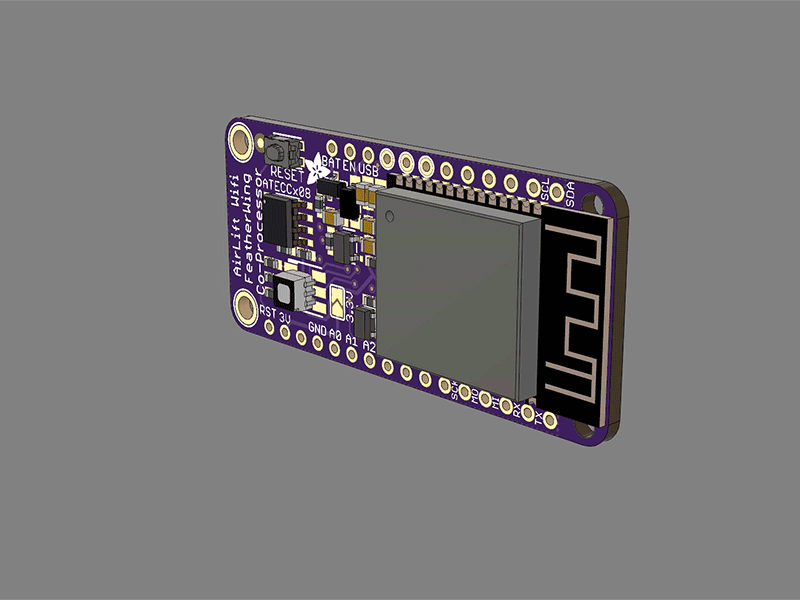 AirLift Wifi
FeatherWing
Co-processor
RESET
ATECCx08
BAT EN USB
SCL
SDA
3.3V
RST 3V GND A0 A1 A2
SCK
MO
MI
RX
TX